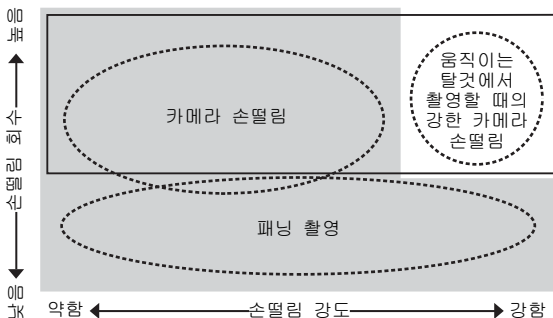 높음
손떨림 회수
낮음
카메라 손떨림
움직이는
탈것에서
촬영할 때의
강한 카메라
손떨림
패닝 촬영
약함
손떨림 강도
강함